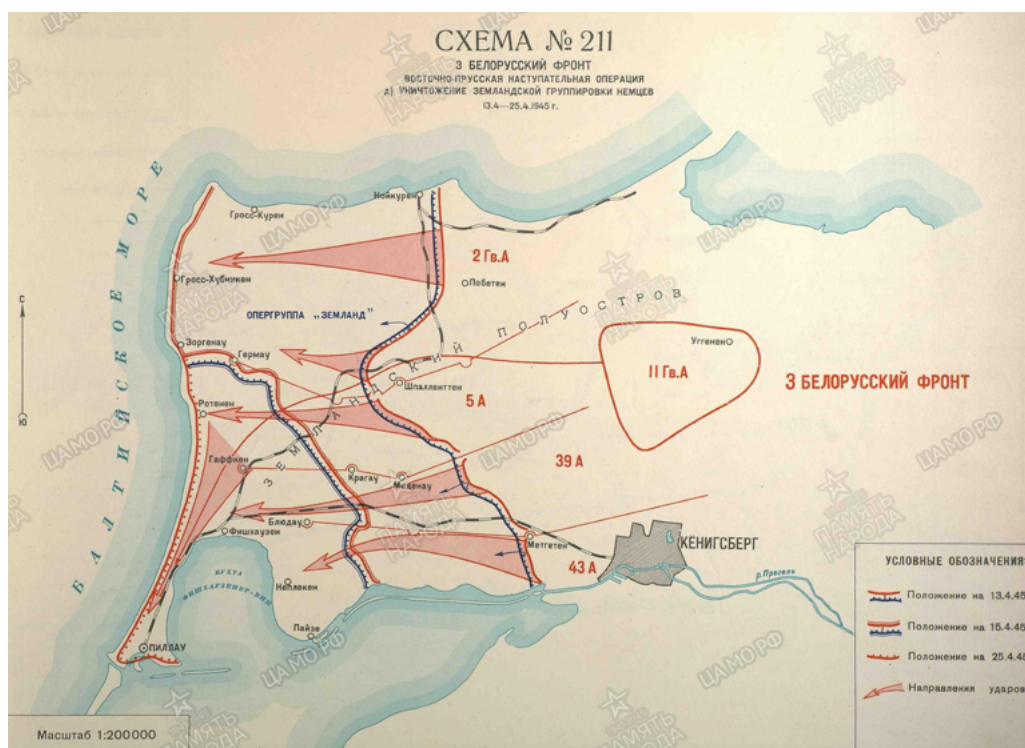 СХЕМА № 211
3 БЕЛОРУССКИЙ ФРОНТ
ВОСТОЧНО-ПРУССКАЯ НАСТУПАТЕЛЬНАЯ ОПЕРАЦИЯ
д) УНИЧТОЖЕНИЕ ЗЕМЛАНДСКОЙ ГРУППИРОВКИ НЕМЦЕВ
13.4—25.4.1945 г.
БАЛТИЙСКОЕ МОРЕ
Гросс-Курен
Нойкурен
2 Гв.А
Гросс-Хубникен
Побетен
ОПЕРГРУППА „ЗЕМЛАНД"
ЗЕМЛАНДСКИЙ ПОЛУОСТРОВ
С
Ю
Зоргенау
Гермау
Уггенен
11 Гв.А
3 БЕЛОРУССКИЙ ФРОНТ
Шпаллвиттен
5 А
Ротенен
Гаффкен
Крагау
Меденау
39 А
Блюдау
Фишхаузен
Метгетен
КЕНИГСБЕРГ
43 А
р.Прегель
БУХТА
ФИШХАУЗЕНЕР-ВИК
Неплекен
Пайзе
ПИЛЛАУ
УСЛОВНЫЕ ОБОЗНАЧЕНИЯ
Положение на 13.4.45
Положение на 15.4.45
Положение на 25.4.45
Направления ударов
Масштаб 1:200000
ЦАМО.РФ
ПАМЯТЬ
НАРОДА